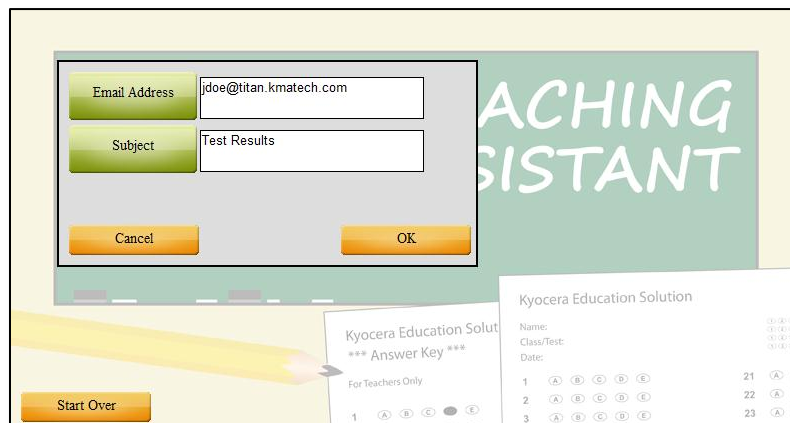 Email Address
jdoe@titan.kmatech.com
ACHING
Subject
Test Results
SISTANT
Cancel
OK
Kyocera Education Solut
*** Answer Key ***
For Teachers Only
1 A B C E
Kyocera Education Solution
Name:
Class/Test:
Date:
1 A B C D E
2 A B C D E
3 A B C D E
21 A
22 A
23 A
Start Over